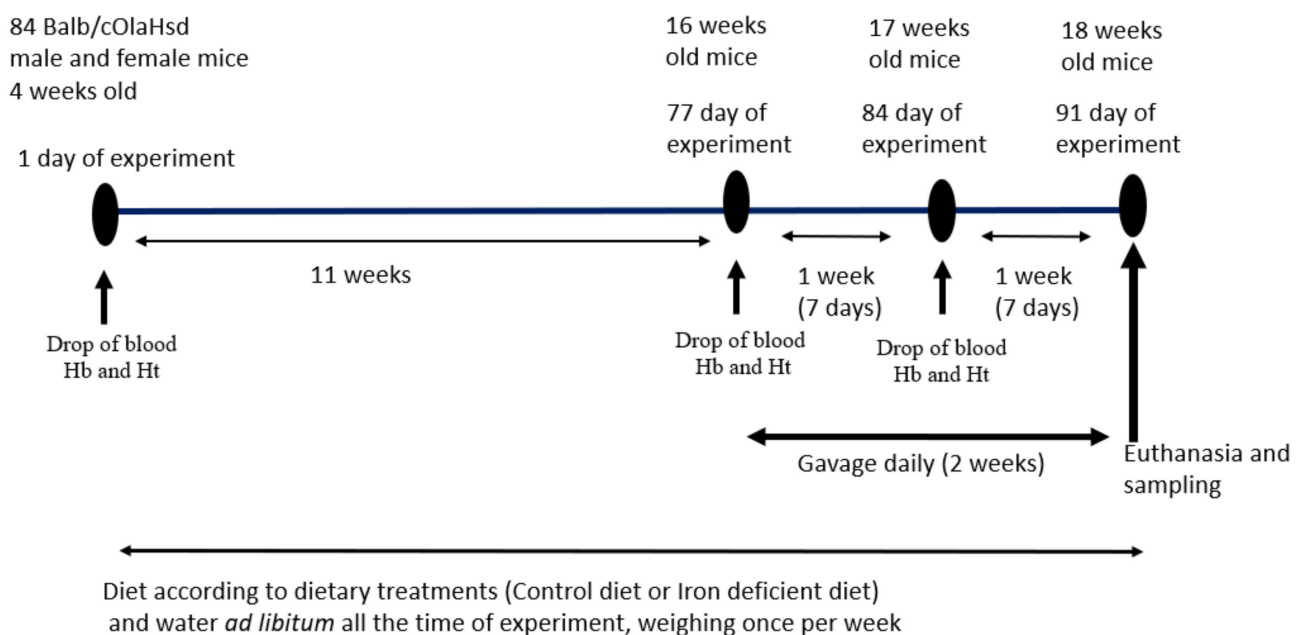 84 Balb/cOlaHsd
male and female mice
4 weeks old
1 day of experiment
16 weeks
old mice
77 day of
experiment
17 weeks
old mice
84 day of
experiment
18 weeks
old mice
91 day of
experiment
11 weeks
1 week
(7 days)
1 week
(7 days)
Drop of blood
Hb and Ht
Drop of blood
Hb and Ht
Drop of blood
Hb and Ht
Gavage daily (2 weeks)
Euthanasia and
sampling
Diet according to dietary treatments (Control diet or Iron deficient diet)
and water ad libitum all the time of experiment, weighing once per week